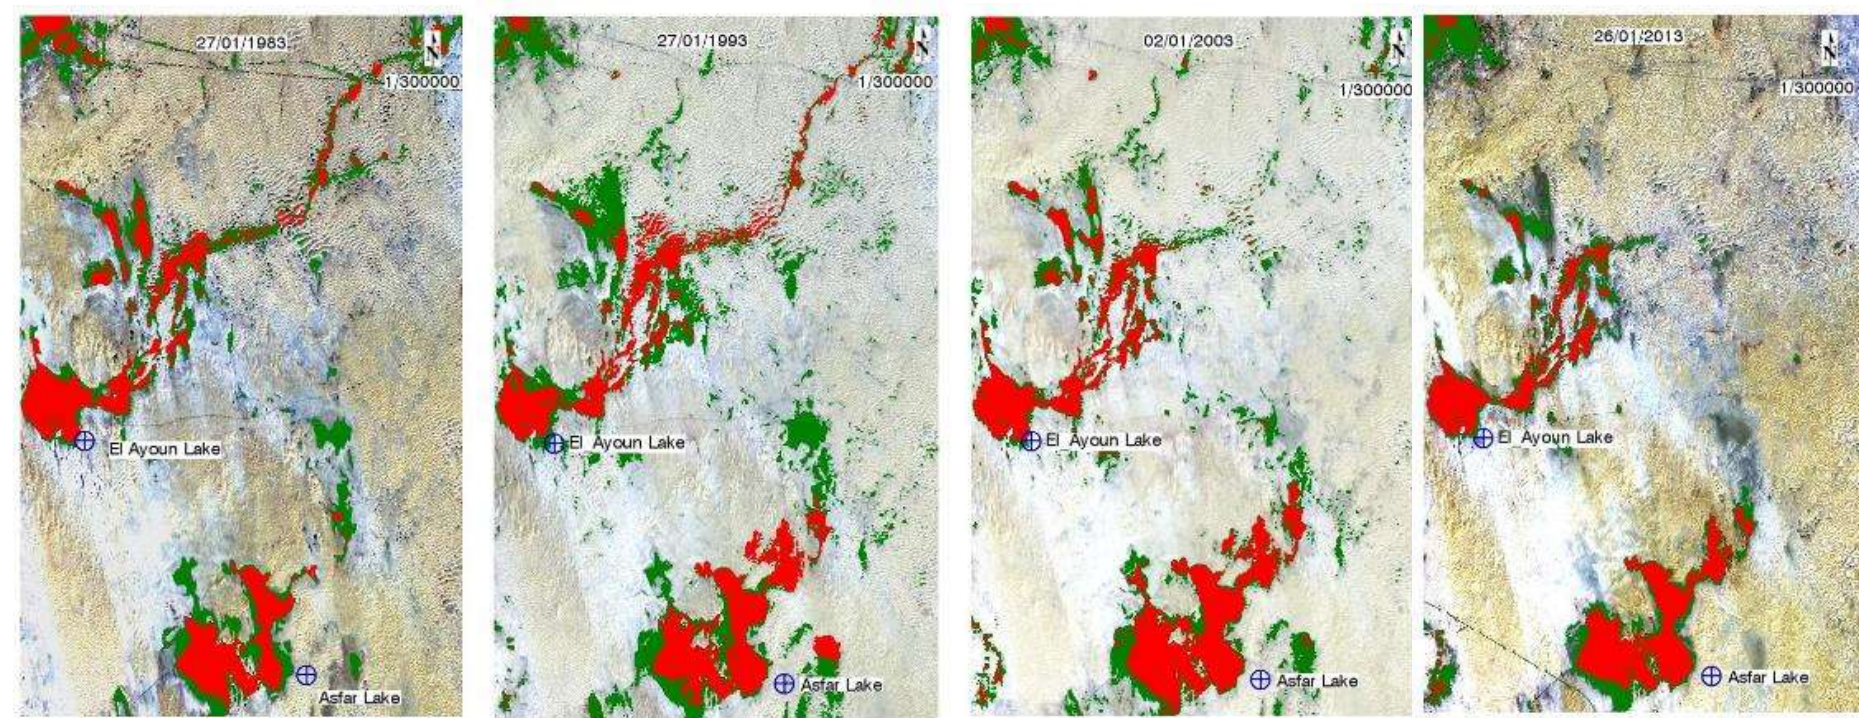 27/01/1983
N
1/300000
El Ayoun Lake
Asfar Lake
27/01/1993
N
1/300000
El Ayoun Lake
Asfar Lake
02/01/2003
N
1/300000
El Ayoun Lake
Asfar Lake
26/01/2013
N
1/300000
El Ayoun Lake
Asfar Lake